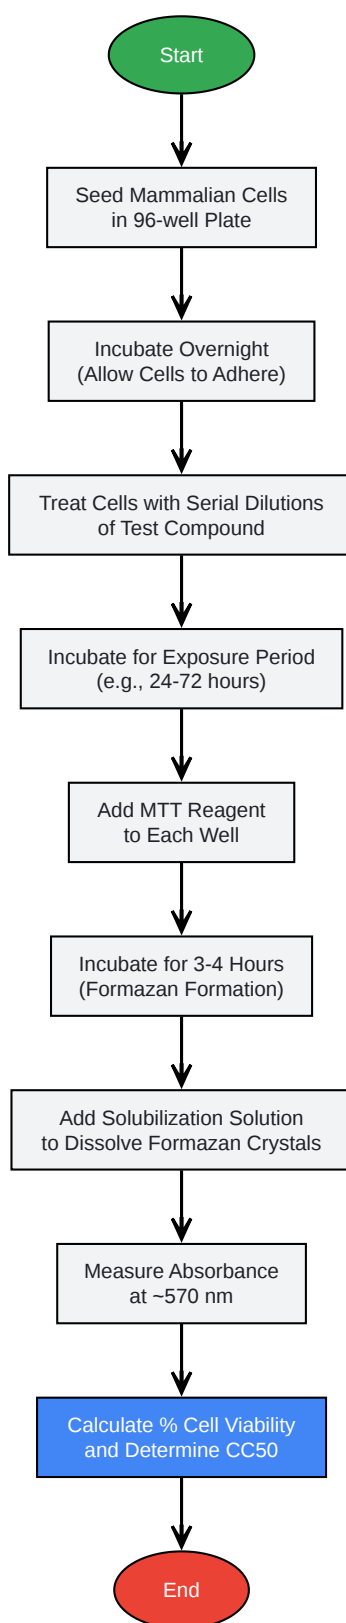 Start
Seed Mammalian Cells
in 96-well Plate
Incubate Overnight
(Allow Cells to Adhere)
Treat Cells with Serial Dilutions
of Test Compound
Incubate for Exposure Period
(e.g., 24-72 hours)
Add MTT Reagent
to Each Well
Incubate for 3-4 Hours
(Formazan Formation)
Add Solubilization Solution
to Dissolve Formazan Crystals
Measure Absorbance
at ~570 nm
Calculate % Cell Viability
and Determine CC50
End